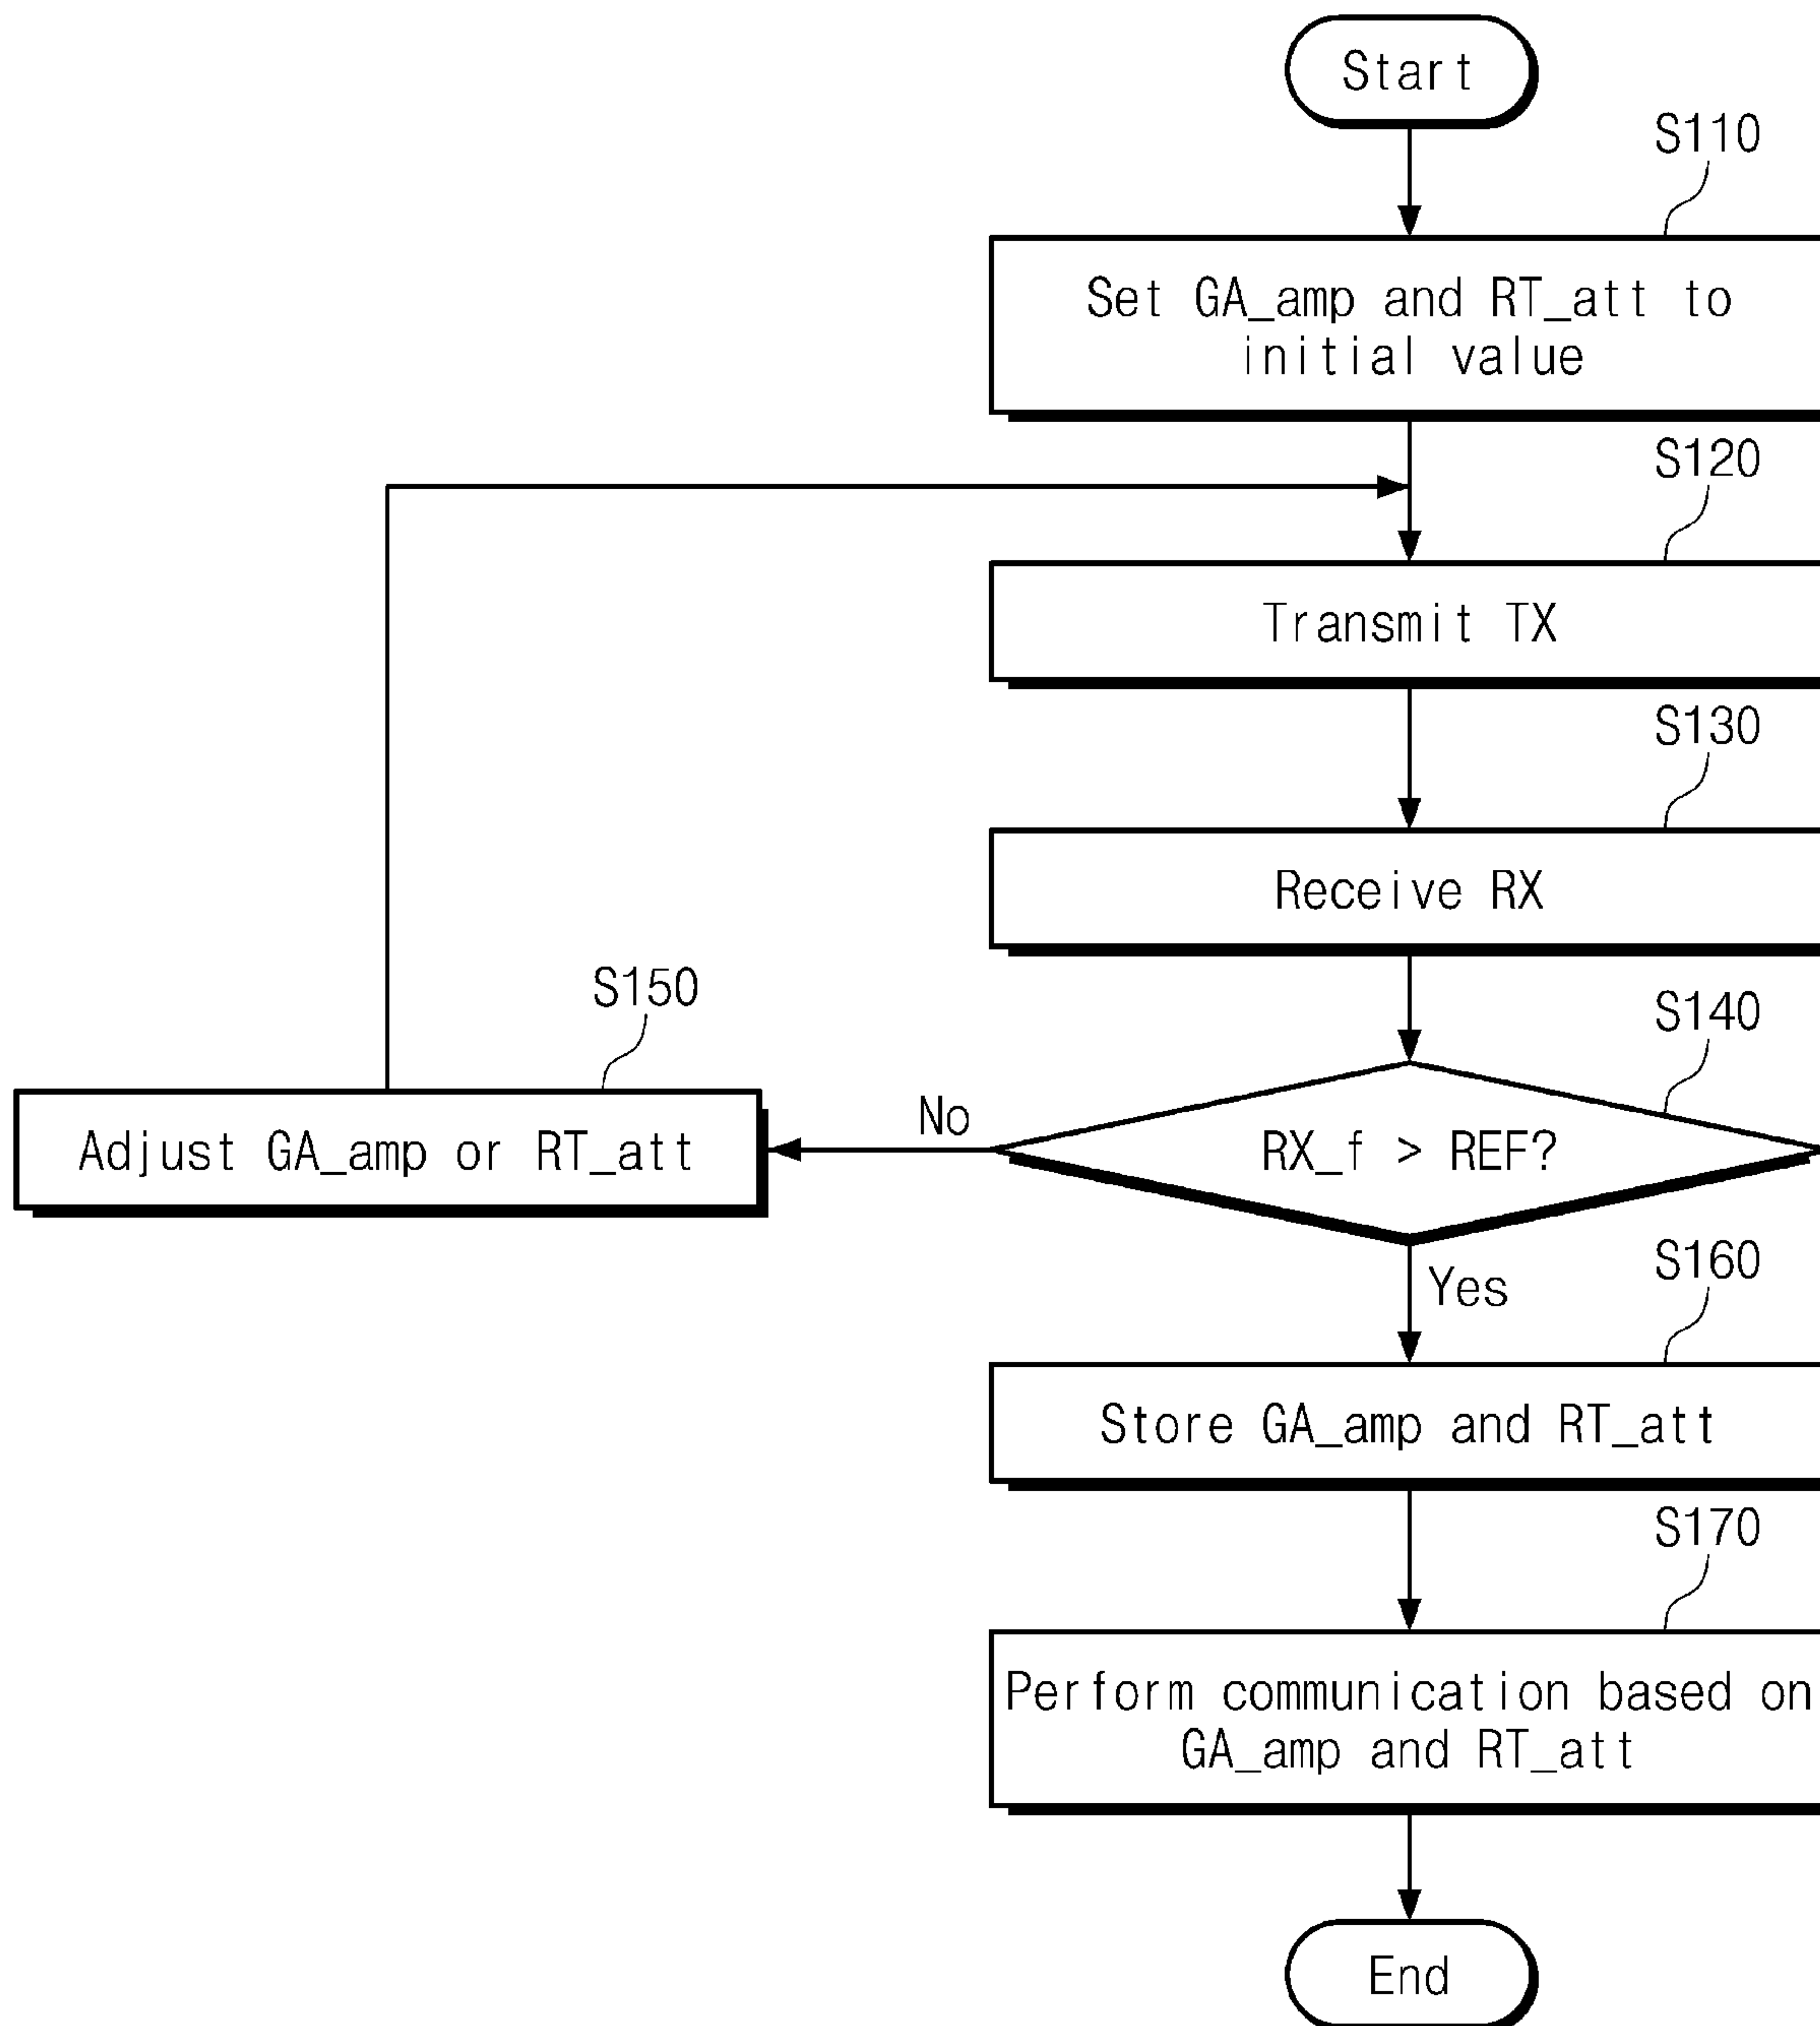 Start
S110
Set GA_amp and RT_att to
initial value
S120
Transmit TX
S130
Receive RX
S150
S140
Adjust GA_amp or RT_att
No
RX_f > REF?
Yes
S160
Store GA_amp and RT_att
S170
Perform communication based on
GA_amp and RT_att
End